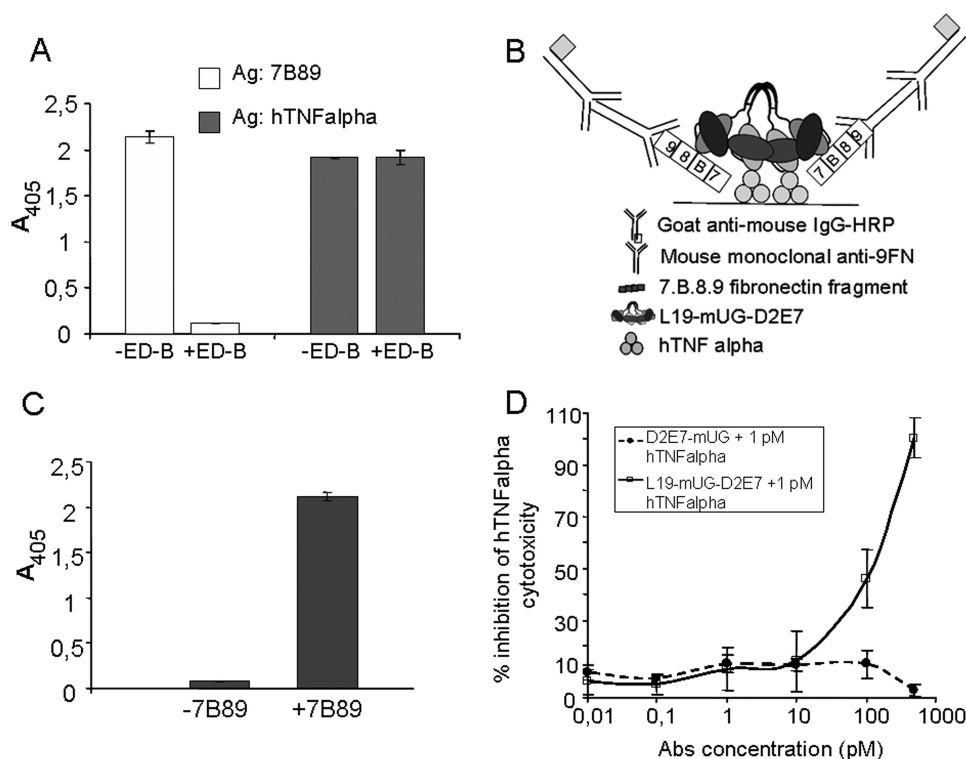 A
Ag: 7B89
Ag: hTNFalpha
2,5
2
1,5
1
0,5
0
A405
-ED-B +ED-B -ED-B +ED-B
B
9 8 B 7
7 B 8 9
Goat anti-mouse IgG-HRP
Mouse monoclonal anti-9FN
7.B.8.9 fibronectin fragment
L19-mUG-D2E7
hTNF alpha
C
2,5
2
1,5
1
0,5
0
A405
-7B89 +7B89
D
110
90
70
50
30
10
0
% inhibition of hTNFalpha
cytotoxicity
D2E7-mUG + 1 pM
hTNFalpha
L19-mUG-D2E7 +1 pM
hTNFalpha
0,01 0,1 1 10 100 1000
Abs concentration (pM)